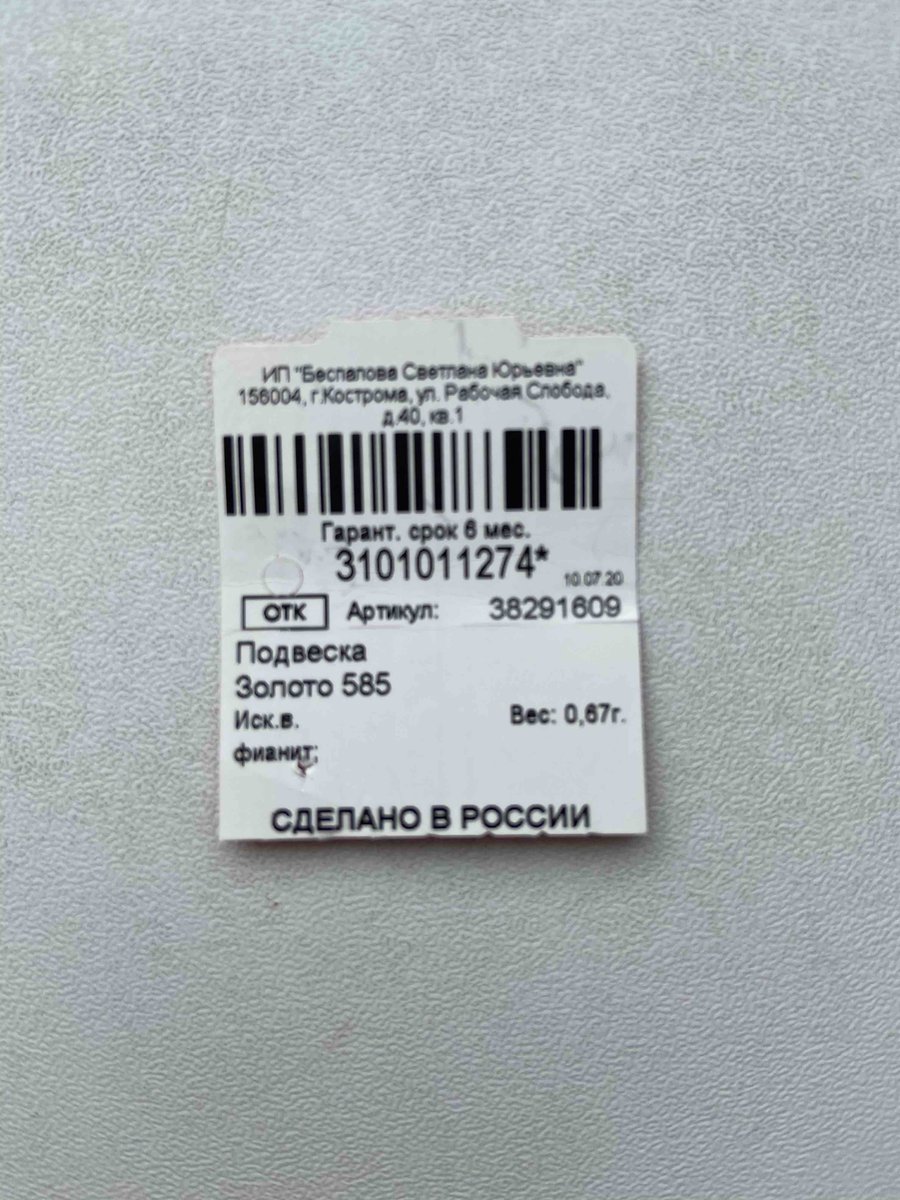 ИП "Беспалова Светлана Юрьевна"
156004, г.Кострома, ул. Рабочая Слобода,
д.40, кв.1
Гарант. срок 6 мес.
3101011274*
10.07.20
ОТК Артикул: 38291609
Подвеска
Золото 585
Иск.в. Вес: 0,67г.
фианит;
СДЕЛАНО В РОССИИ